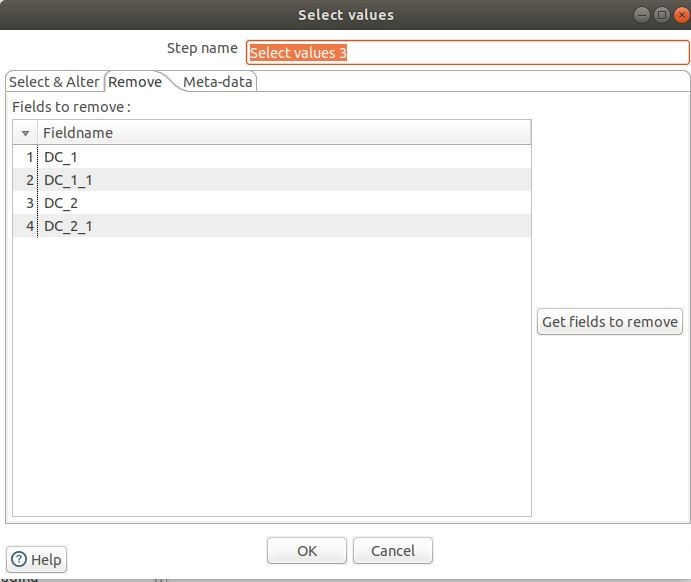 Select values
Step name Select values 3
Select & Alter Remove Meta-data
Fields to remove :
Fieldname
1 DC_1
2 DC_1_1
3 DC_2
4 DC_2_1
Get fields to remove
OK Cancel
Help